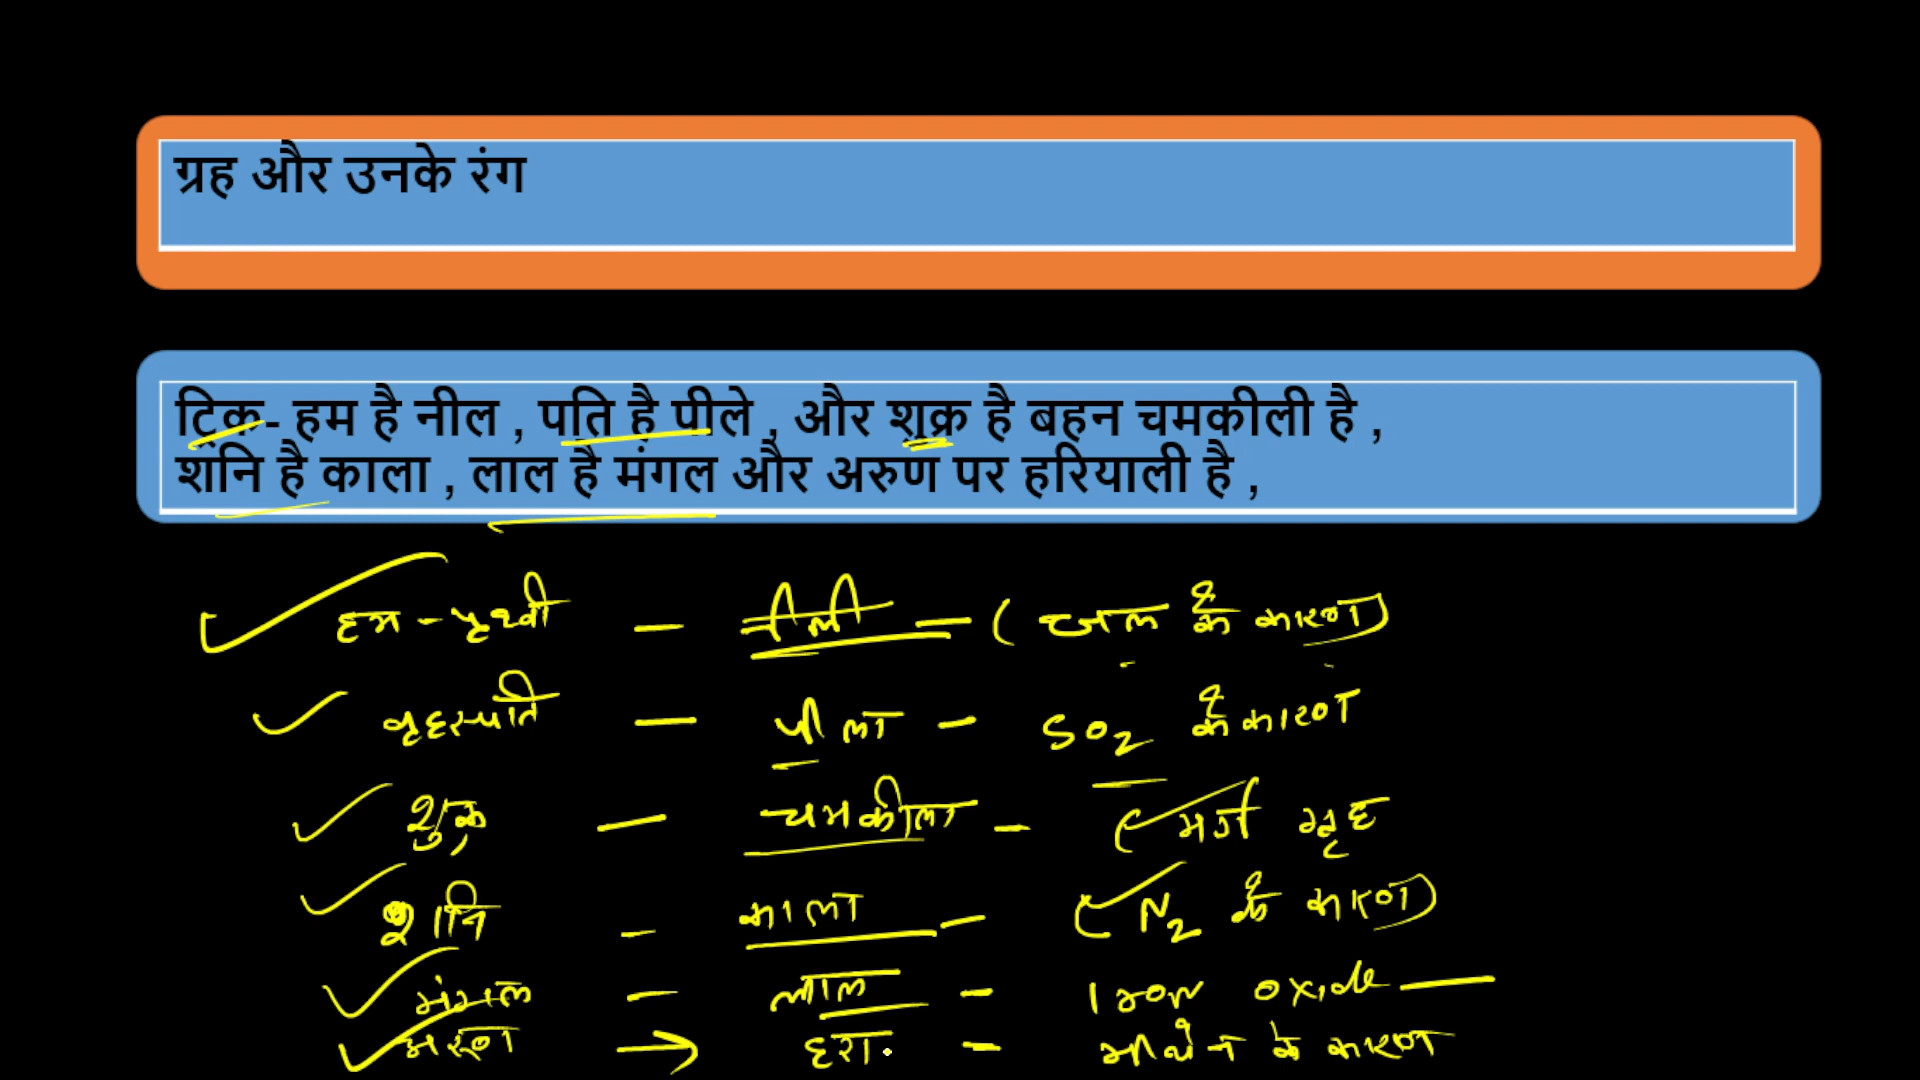 ग्रह और उनके रंग
ट्रिक- हम है नील , पति है पीले , और शुक्र है बहन चमकीली है ,
शनि है काला , लाल है मंगल और अरुण पर हरियाली है ,
हम - पृथ्वी - नीली - ( जल के कारण )
बृहस्पति - पीला - SO2 के कारण
शुक्र - चमकीला -
शनि - काला - ( N2 के कारण )
मंगल - लाल - Iron oxide -
अरुण → हरा - मीथेन के कारण